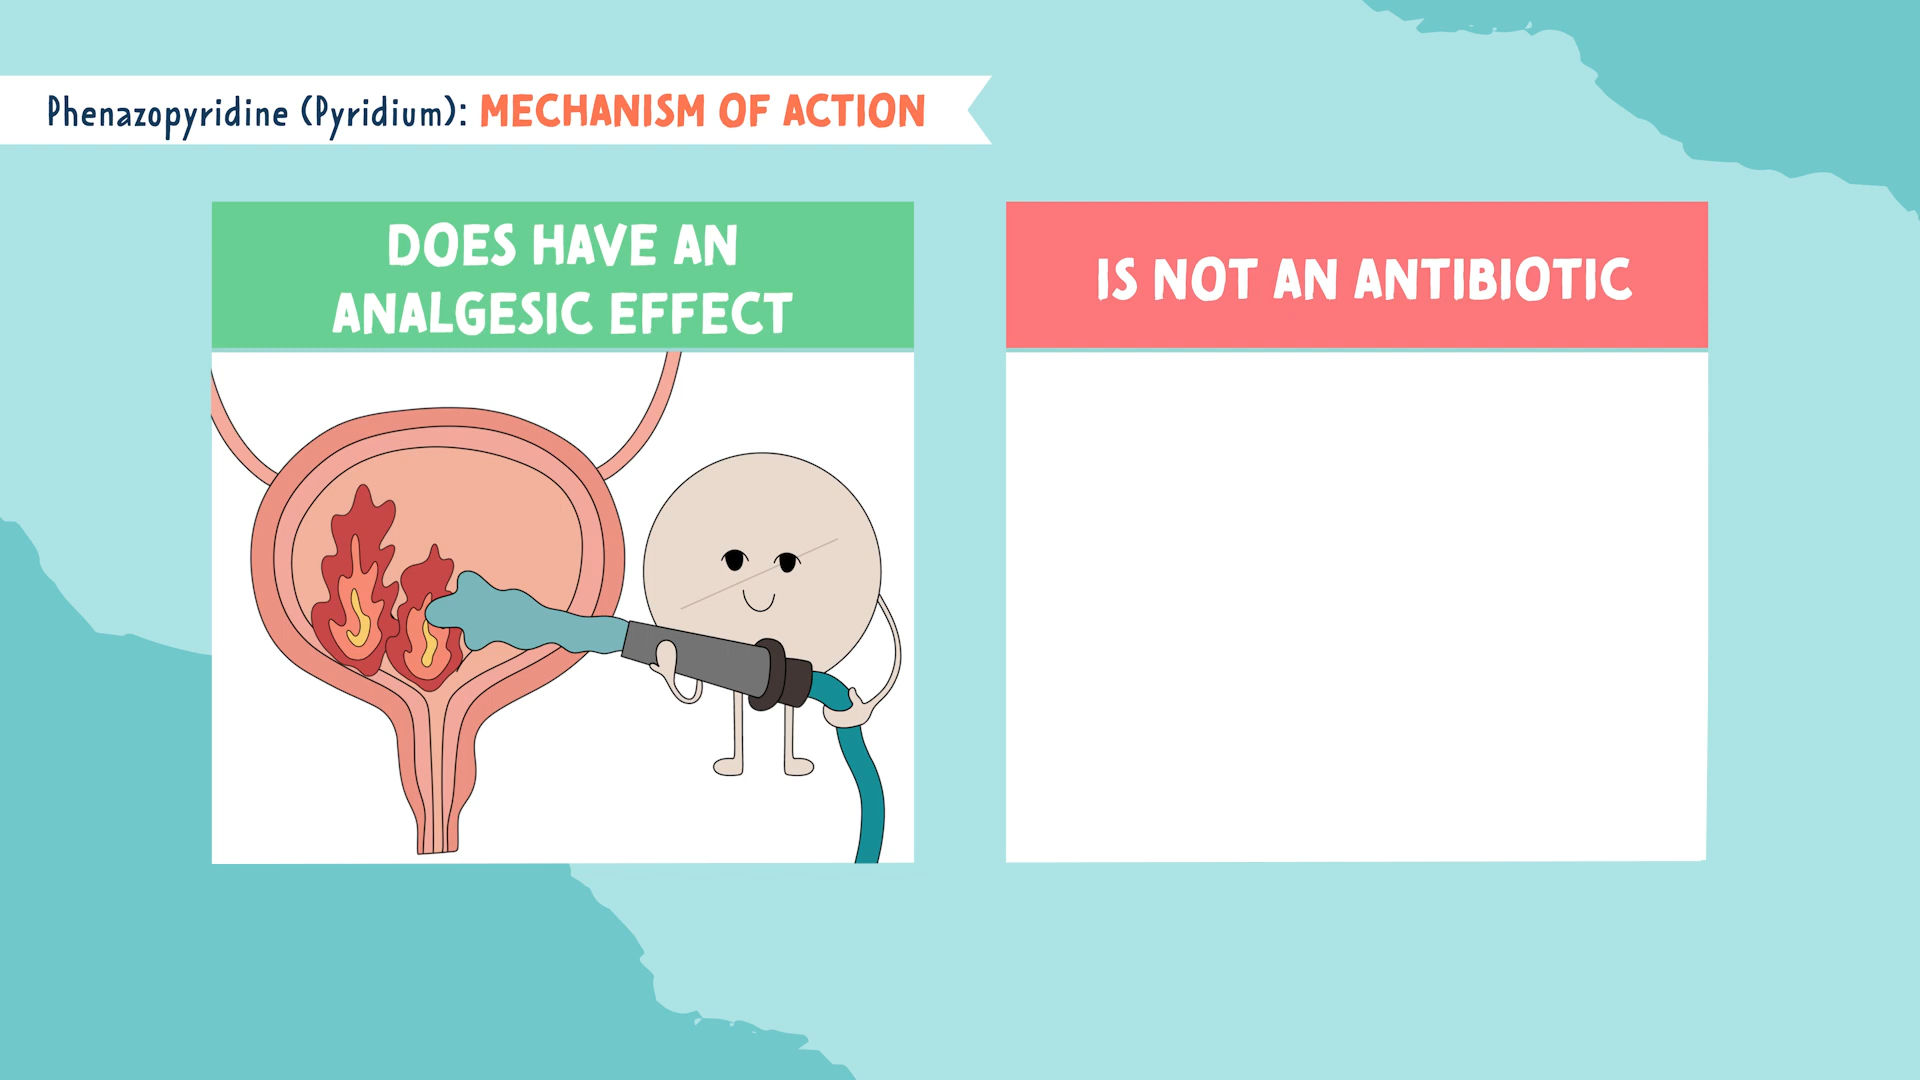 Phenazopyridine (Pyridium): MECHANISM OF ACTION
DOES HAVE AN
ANALGESIC EFFECT
IS NOT AN ANTIBIOTIC